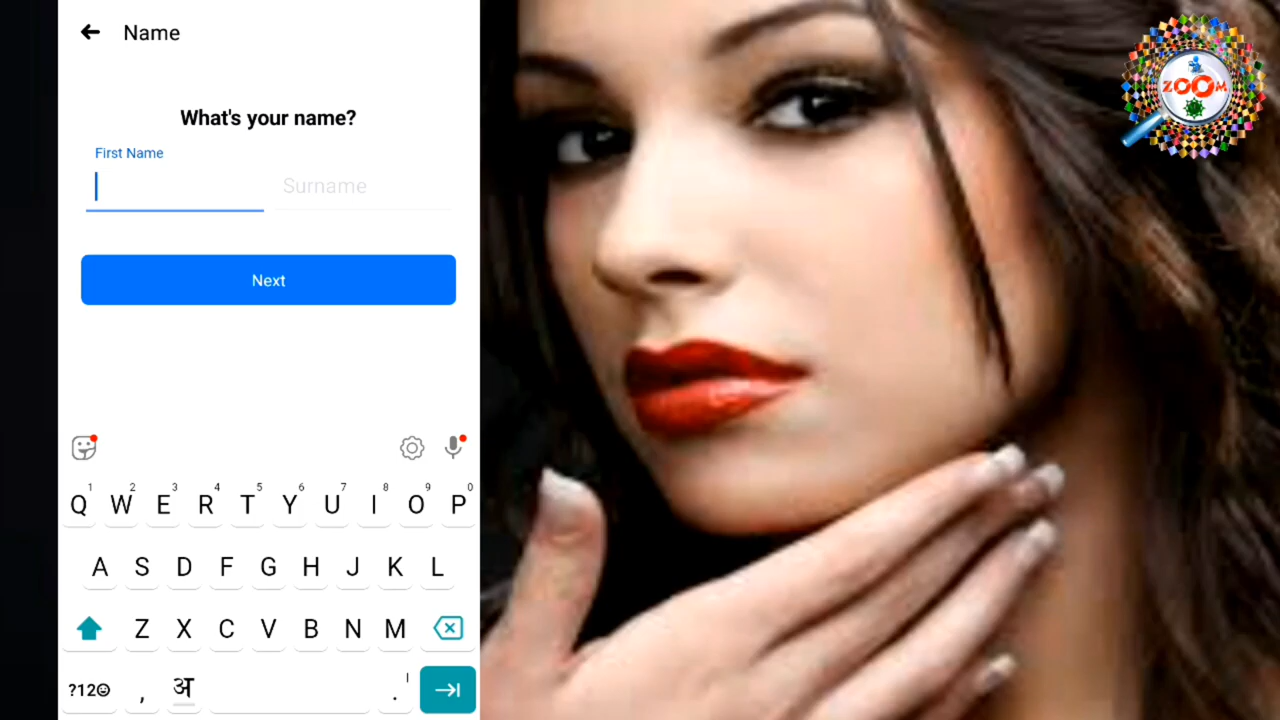 Name
What's your name?
First Name
Surname
Next
1 2 3 4 5 6 7 8 9 0
Q W E R T Y U I O P
A S D F G H J K L
Z X C V B N M
?12☺ , अ .
ZOOM